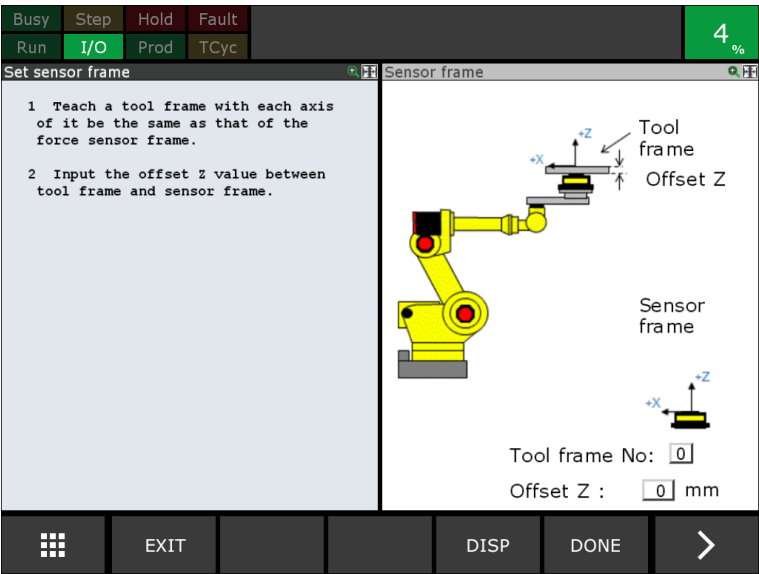 Busy Step Hold Fault
Run I/O Prod TCyc
4 %
Set sensor frame
Sensor frame
1 Teach a tool frame with each axis
of it be the same as that of the
force sensor frame.
2 Input the offset Z value between
tool frame and sensor frame.
+Z
Tool
frame
+X
Offset Z
Sensor
frame
+Z
+X
Tool frame No: 0
Offset Z : 0 mm
EXIT DISP DONE